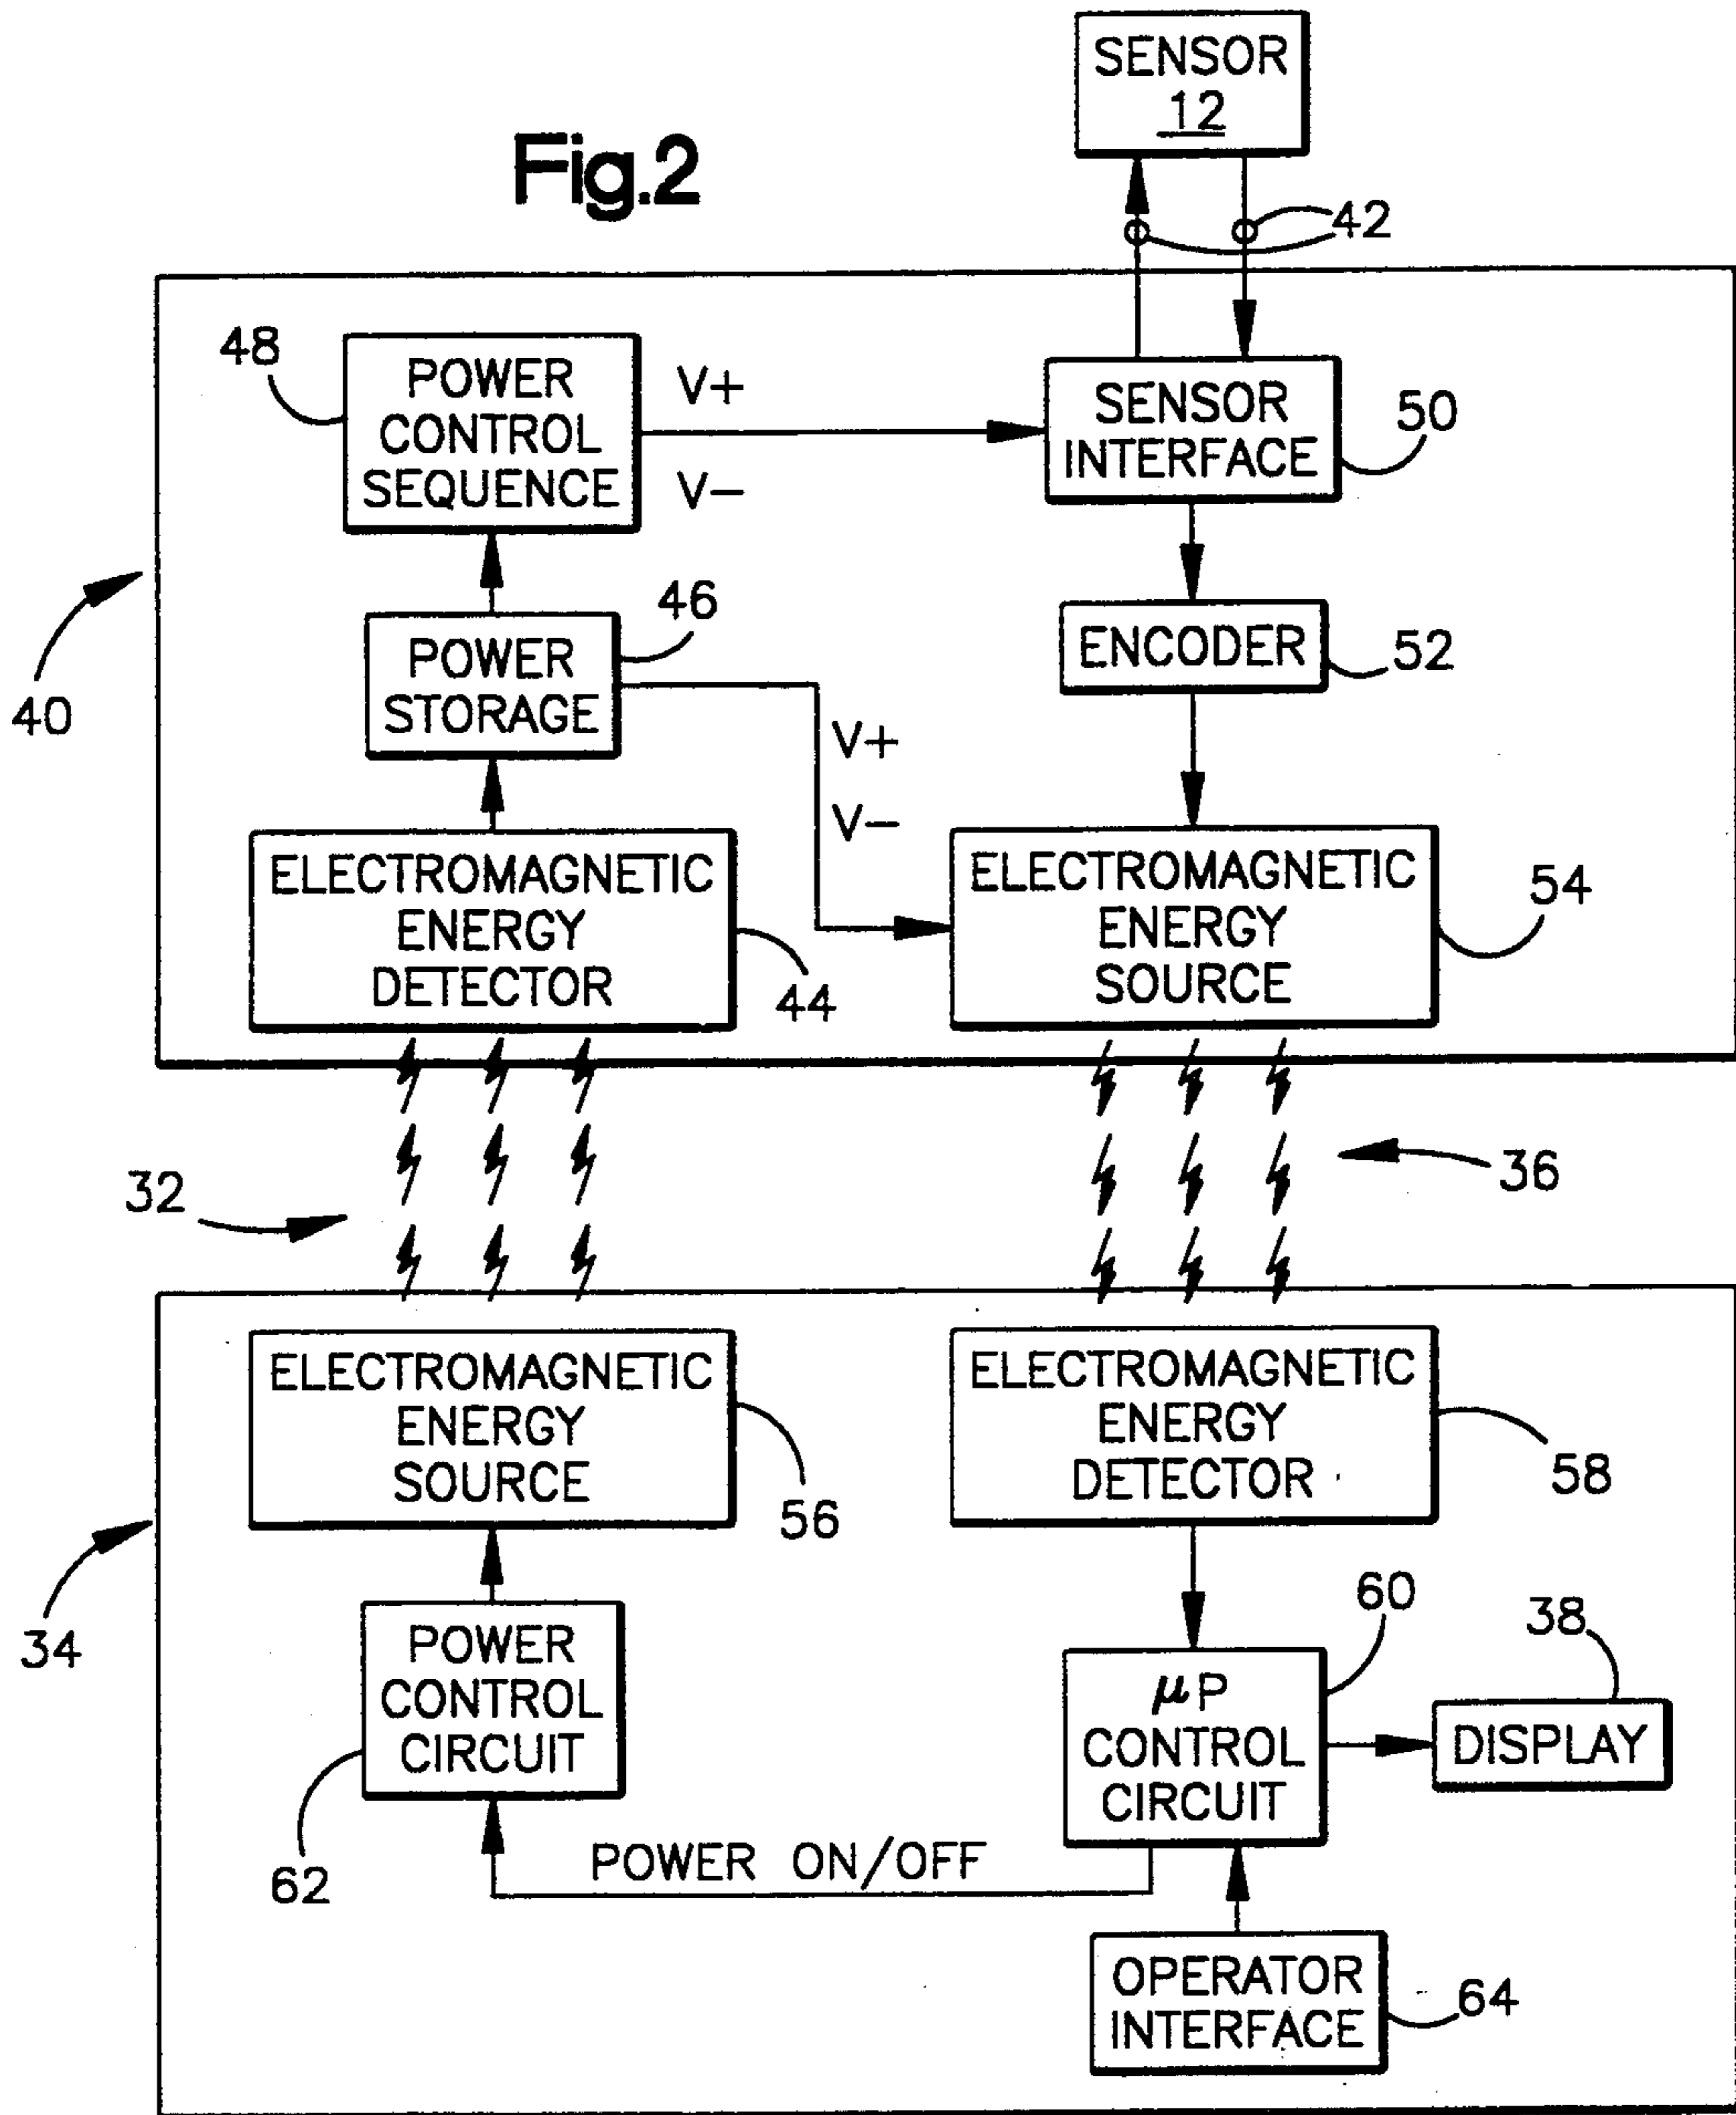 Fig.2
SENSOR
12
42
48
POWER
CONTROL
SEQUENCE
V+
V-
SENSOR
INTERFACE
50
46
POWER
STORAGE
ENCODER
52
40
V+
V-
ELECTROMAGNETIC
ENERGY
DETECTOR
44
ELECTROMAGNETIC
ENERGY
SOURCE
54
32
36
ELECTROMAGNETIC
ENERGY
SOURCE
56
ELECTROMAGNETIC
ENERGY
DETECTOR
58
34
POWER
CONTROL
CIRCUIT
62
60
μP
CONTROL
CIRCUIT
38
DISPLAY
POWER ON/OFF
OPERATOR
INTERFACE
64